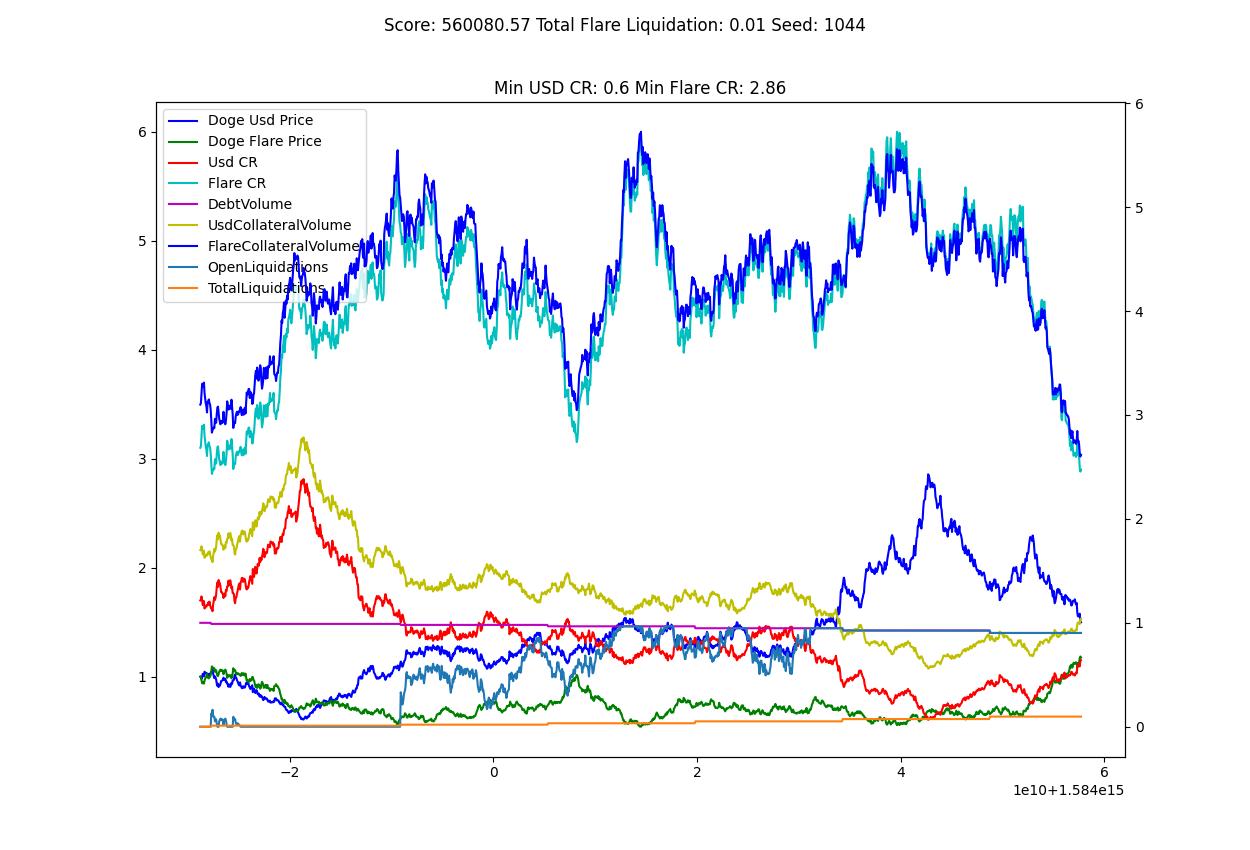 Score: 560080.57 Total Flare Liquidation: 0.01 Seed: 1044
Min USD CR: 0.6 Min Flare CR: 2.86
Doge Usd Price
Doge Flare Price
Usd CR
Flare CR
DebtVolume
UsdCollateralVolume
FlareCollateralVolume
OpenLiquidations
TotalLiquidations
6
5
4
3
2
1
6
5
4
3
2
1
0
−2
0
2
4
6
1e10+1.584e15